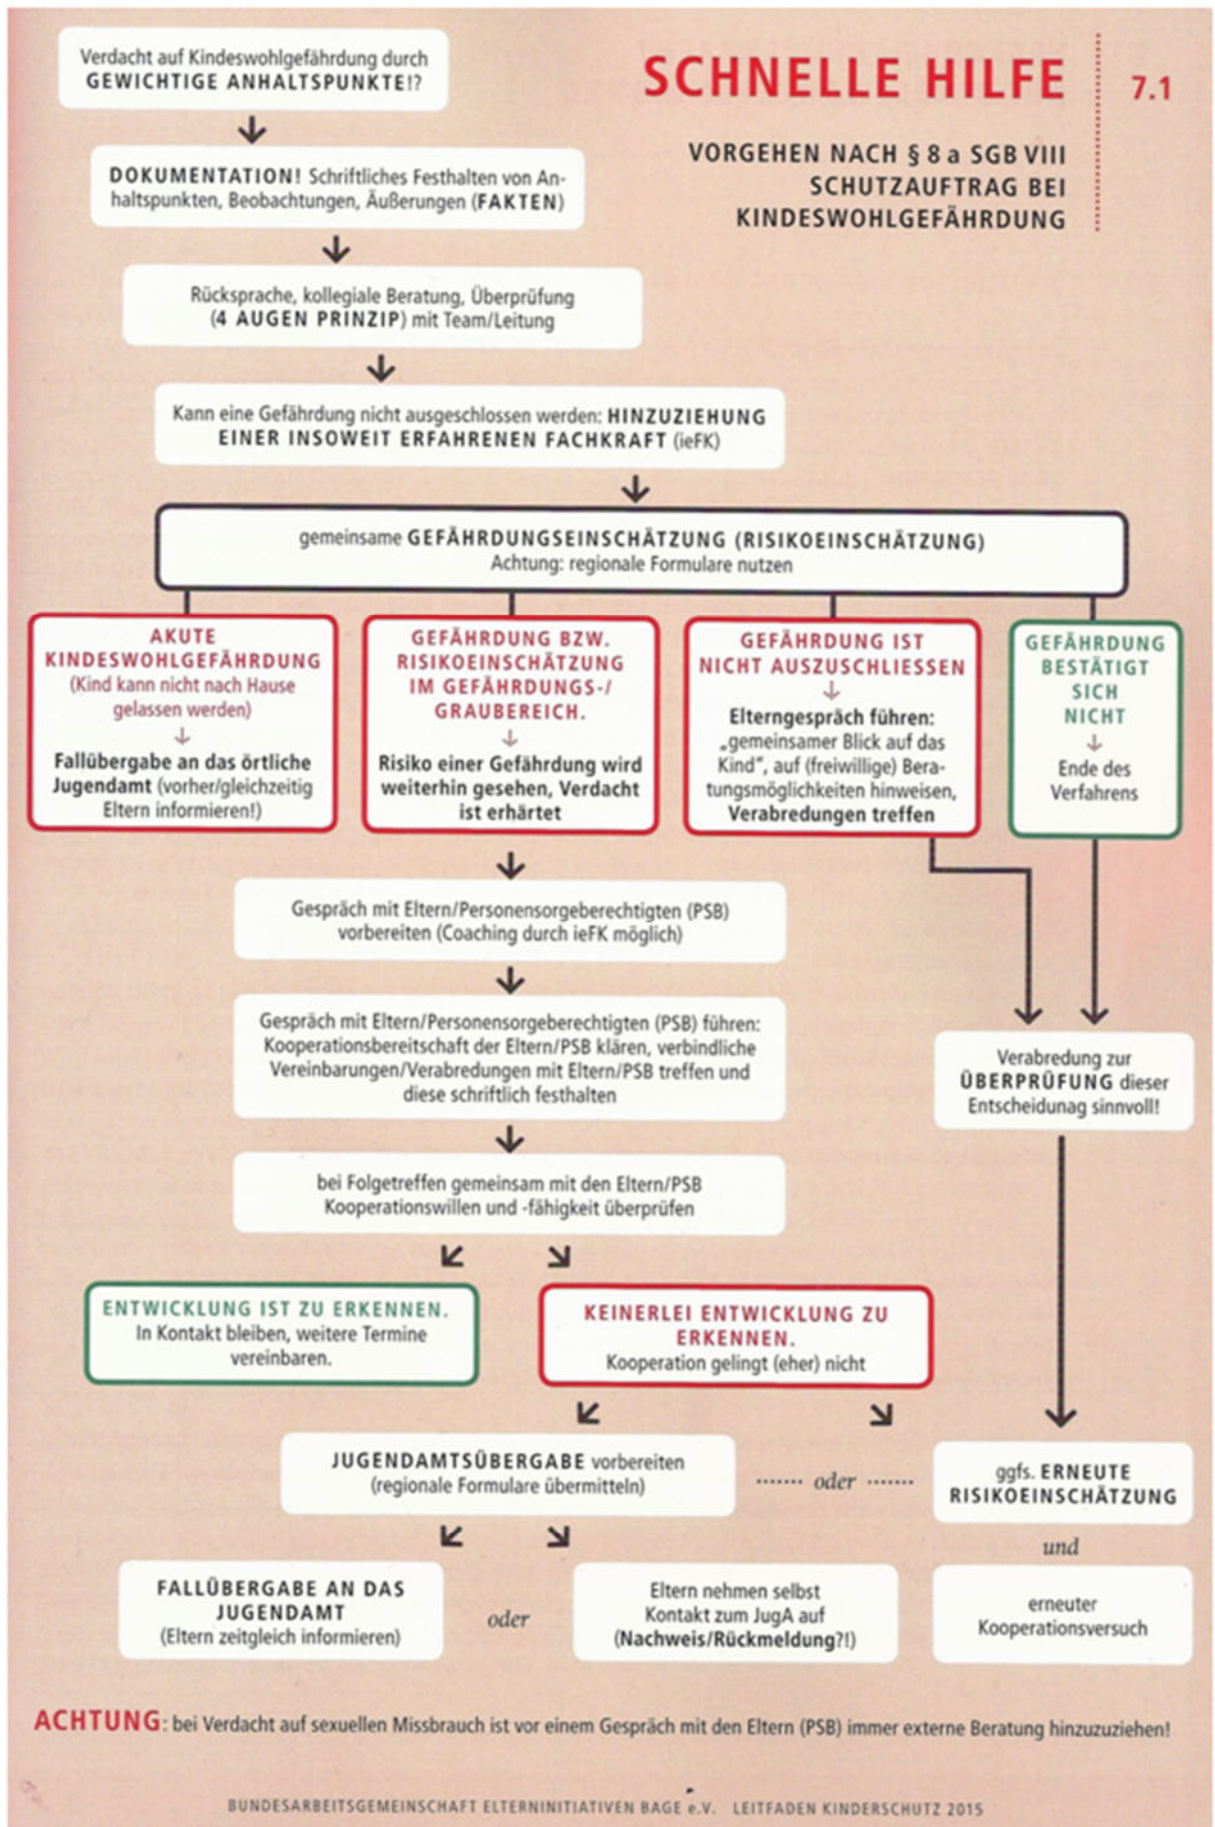 Verdacht auf Kindeswohlgefährdung durch
GEWICHTIGE ANHALTSPUNKTE!?
SCHNELLE HILFE
7.1
VORGEHEN NACH § 8 a SGB VIII
SCHUTZAUFTRAG BEI
KINDESWOHLGEFÄHRDUNG
DOKUMENTATION! Schriftliches Festhalten von An-
haltspunkten, Beobachtungen, Äußerungen (FAKTEN)
Rücksprache, kollegiale Beratung, Überprüfung
(4 AUGEN PRINZIP) mit Team/Leitung
Kann eine Gefährdung nicht ausgeschlossen werden: HINZUZIEHUNG
EINER INSOWEIT ERFAHRENEN FACHKRAFT (ieFK)
gemeinsame GEFÄHRDUNGSEINSCHÄTZUNG (RISIKOEINSCHÄTZUNG)
Achtung: regionale Formulare nutzen
AKUTE
KINDESWOHLGEFÄHRDUNG
(Kind kann nicht nach Hause
gelassen werden)
Fallübergabe an das örtliche
Jugendamt (vorher/gleichzeitig
Eltern informieren!)
GEFÄHRDUNG BZW.
RISIKOEINSCHÄTZUNG
IM GEFÄHRDUNGS-/
GRAUBEREICH.
Risiko einer Gefährdung wird
weiterhin gesehen, Verdacht
ist erhärtet
GEFÄHRDUNG IST
NICHT AUSZUSCHLIESSEN
Elterngespräch führen:
„gemeinsamer Blick auf das
Kind", auf (freiwillige) Bera-
tungsmöglichkeiten hinweisen,
Verabredungen treffen
GEFÄHRDUNG
BESTÄTIGT
SICH
NICHT
Ende des
Verfahrens
Gespräch mit Eltern/Personensorgeberechtigten (PSB)
vorbereiten (Coaching durch ieFK möglich)
Gespräch mit Eltern/Personensorgeberechtigten (PSB) führen:
Kooperationsbereitschaft der Eltern/PSB klären, verbindliche
Vereinbarungen/Verabredungen mit Eltern/PSB treffen und
diese schriftlich festhalten
Verabredung zur
ÜBERPRÜFUNG dieser
Entscheidunag sinnvoll!
bei Folgetreffen gemeinsam mit den Eltern/PSB
Kooperationswillen und -fähigkeit überprüfen
ENTWICKLUNG IST ZU ERKENNEN.
In Kontakt bleiben, weitere Termine
vereinbaren.
KEINERLEI ENTWICKLUNG ZU
ERKENNEN.
Kooperation gelingt (eher) nicht
JUGENDAMTSÜBERGABE vorbereiten
(regionale Formulare übermitteln)
....... oder .......
ggfs. ERNEUTE
RISIKOEINSCHÄTZUNG
und
FALLÜBERGABE AN DAS
JUGENDAMT
(Eltern zeitgleich informieren)
oder
Eltern nehmen selbst
Kontakt zum JugA auf
(Nachweis/Rückmeldung?!)
erneuter
Kooperationsversuch
ACHTUNG: bei Verdacht auf sexuellen Missbrauch ist vor einem Gespräch mit den Eltern (PSB) immer externe Beratung hinzuzuziehen!
BUNDESARBEITSGEMEINSCHAFT ELTERNINITIATIVEN BAGE e.V. LEITFADEN KINDERSCHUTZ 2015